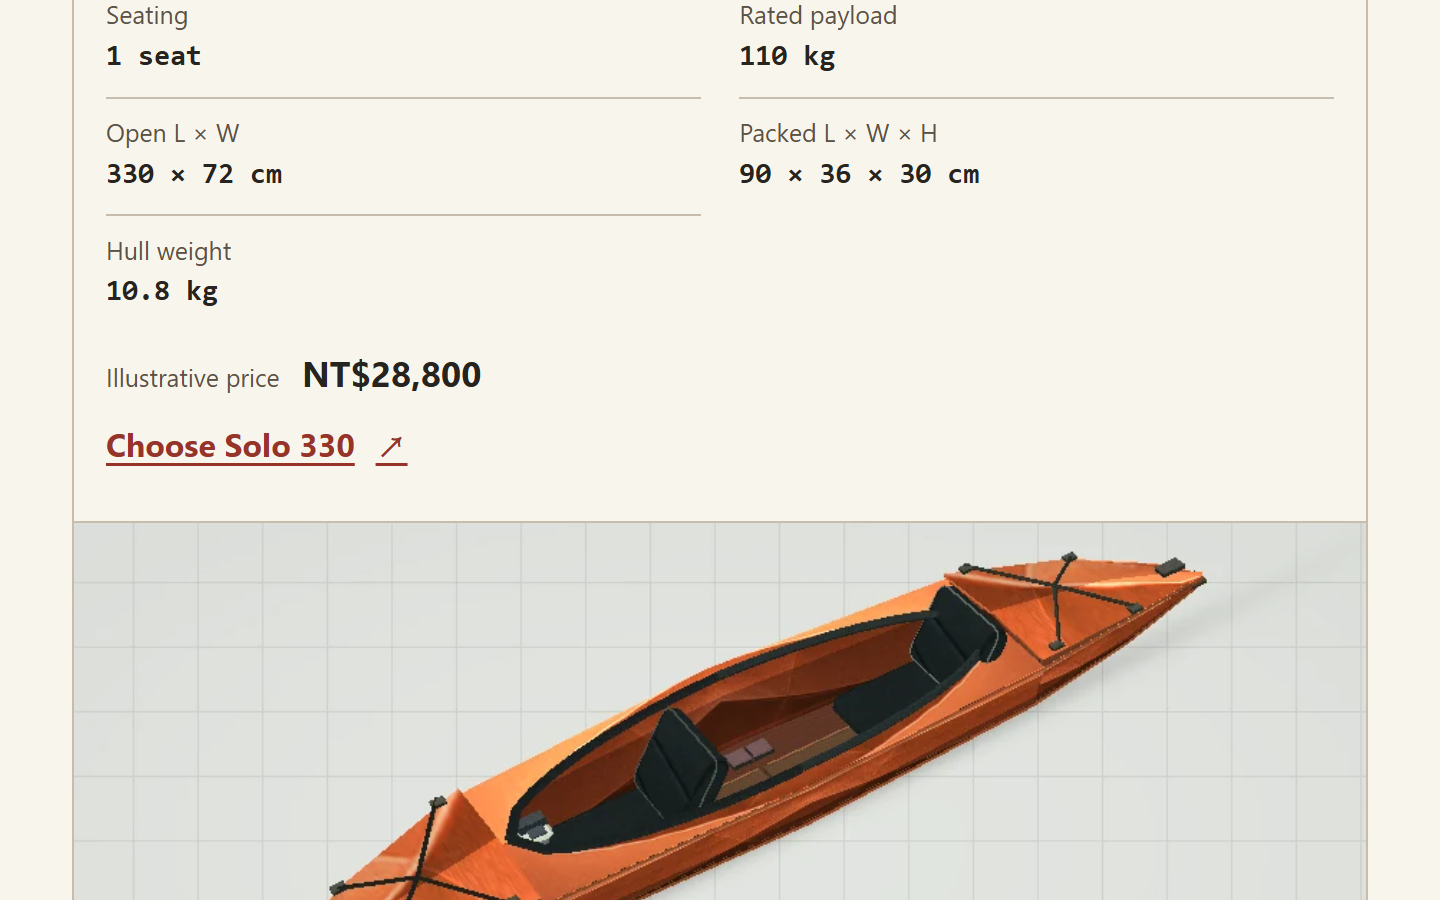 Seating
1 seat
Rated payload
110 kg
Open L × W
330 × 72 cm
Packed L × W × H
90 × 36 × 30 cm
Hull weight
10.8 kg
Illustrative price NT$28,800
Choose Solo 330 ↗